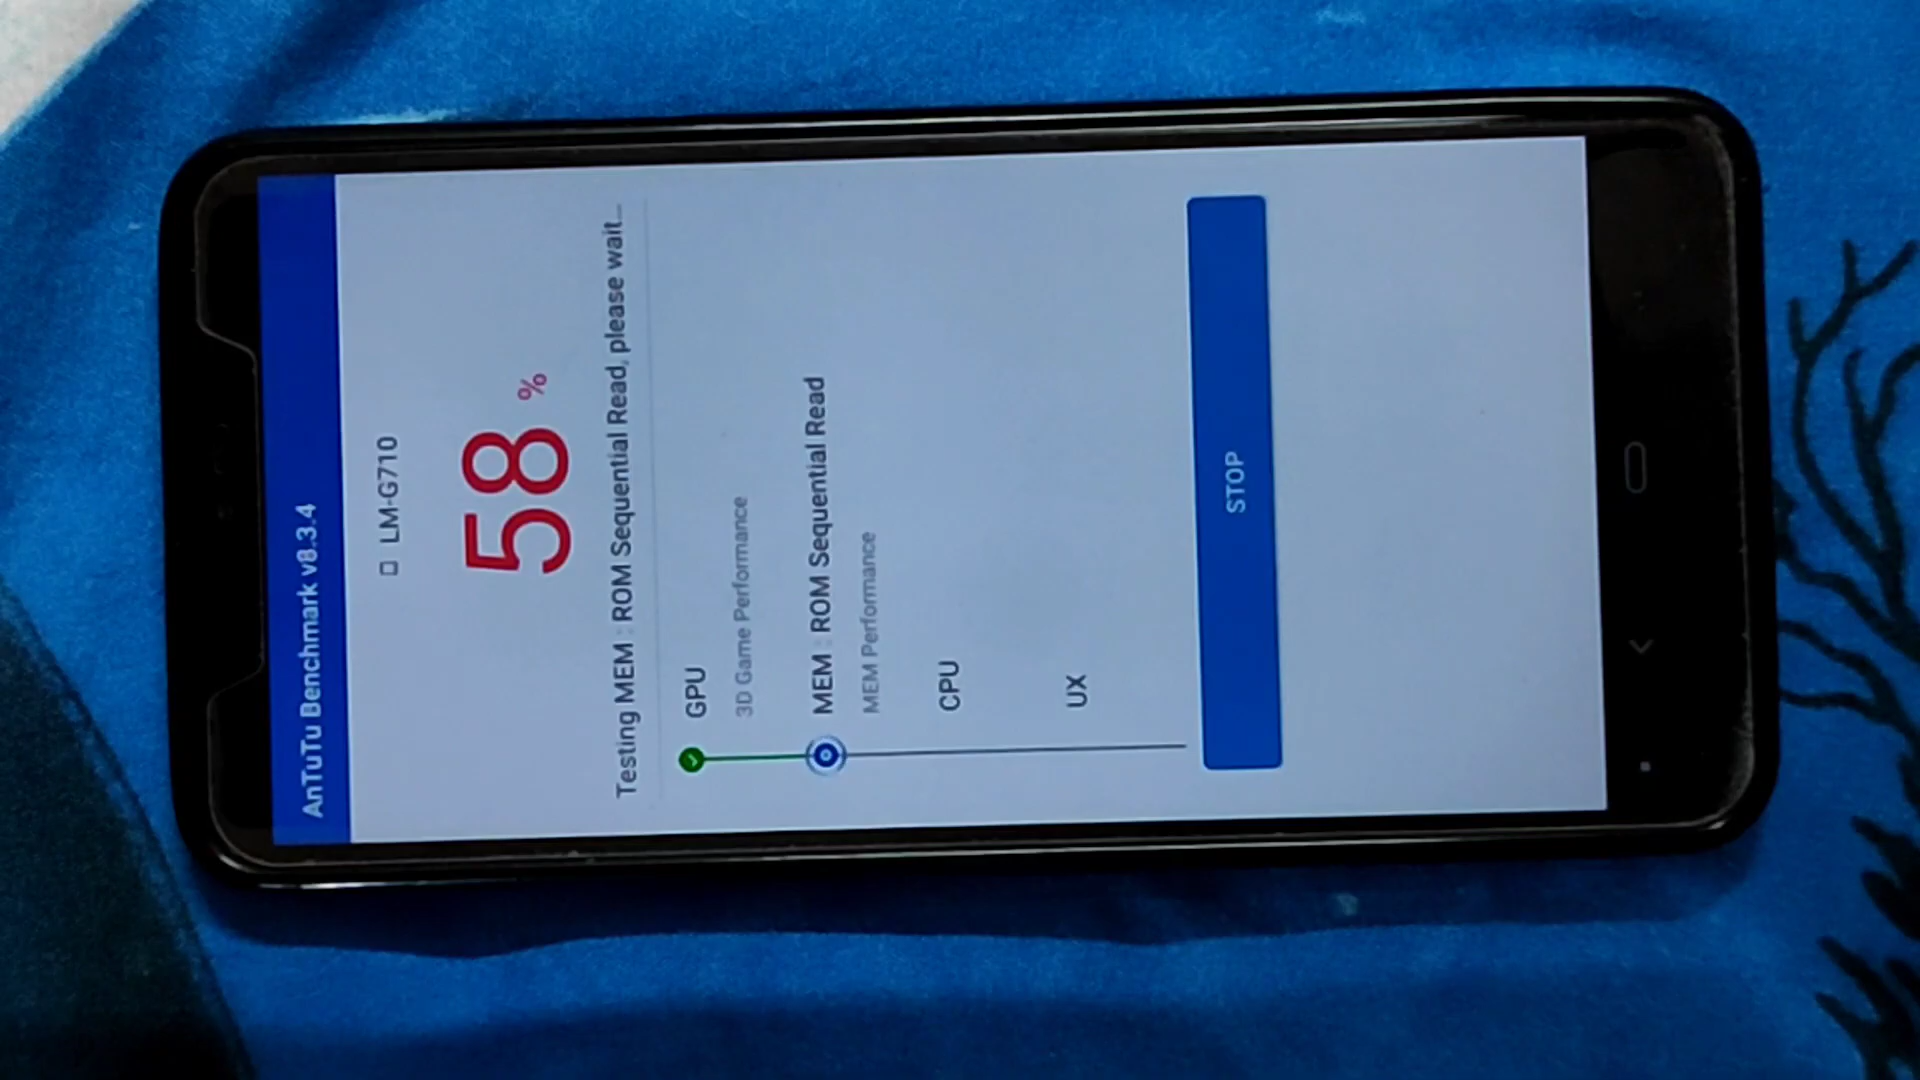 AnTuTu Benchmark v8.3.4
LM-G710
58 %
Testing MEM : ROM Sequential Read, please wait...
GPU
3D Game Performance
MEM : ROM Sequential Read
MEM Performance
CPU
UX
STOP